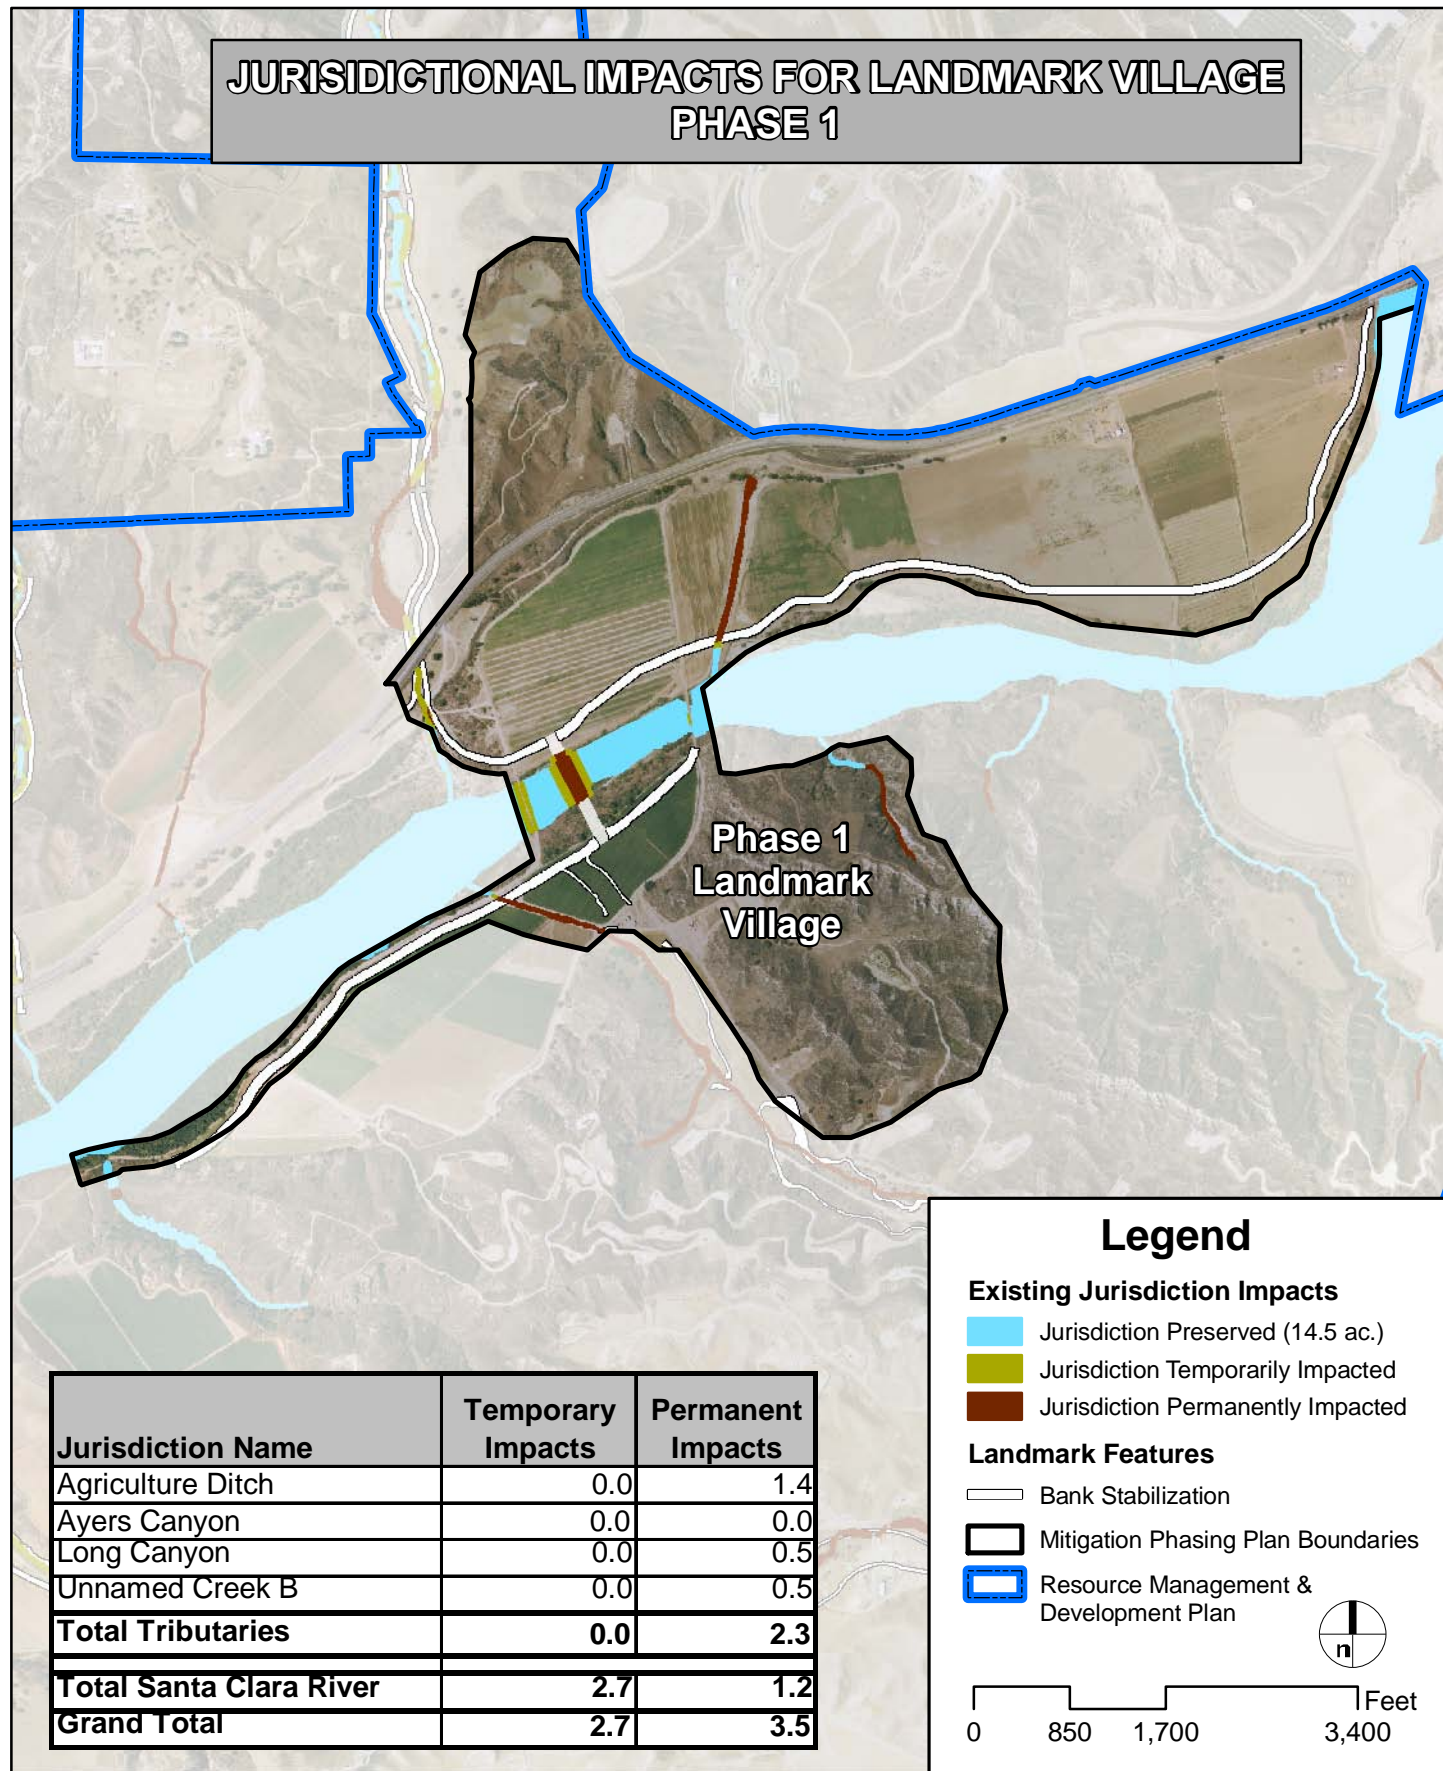 JURISIDICTIONAL IMPACTS FOR LANDMARK VILLAGE
PHASE 1
Phase 1
Landmark
Village
Legend
Existing Jurisdiction Impacts
Jurisdiction Preserved (14.5 ac.)
Jurisdiction Temporarily Impacted
Jurisdiction Permanently Impacted
Landmark Features
Bank Stabilization
Mitigation Phasing Plan Boundaries
Resource Management &
Development Plan
n
Feet
0 850 1,700 3,400
Jurisdiction Name Temporary Impacts Permanent Impacts
Agriculture Ditch 0.0 1.4
Ayers Canyon 0.0 0.0
Long Canyon 0.0 0.5
Unnamed Creek B 0.0 0.5
Total Tributaries 0.0 2.3
Total Santa Clara River 2.7 1.2
Grand Total 2.7 3.5